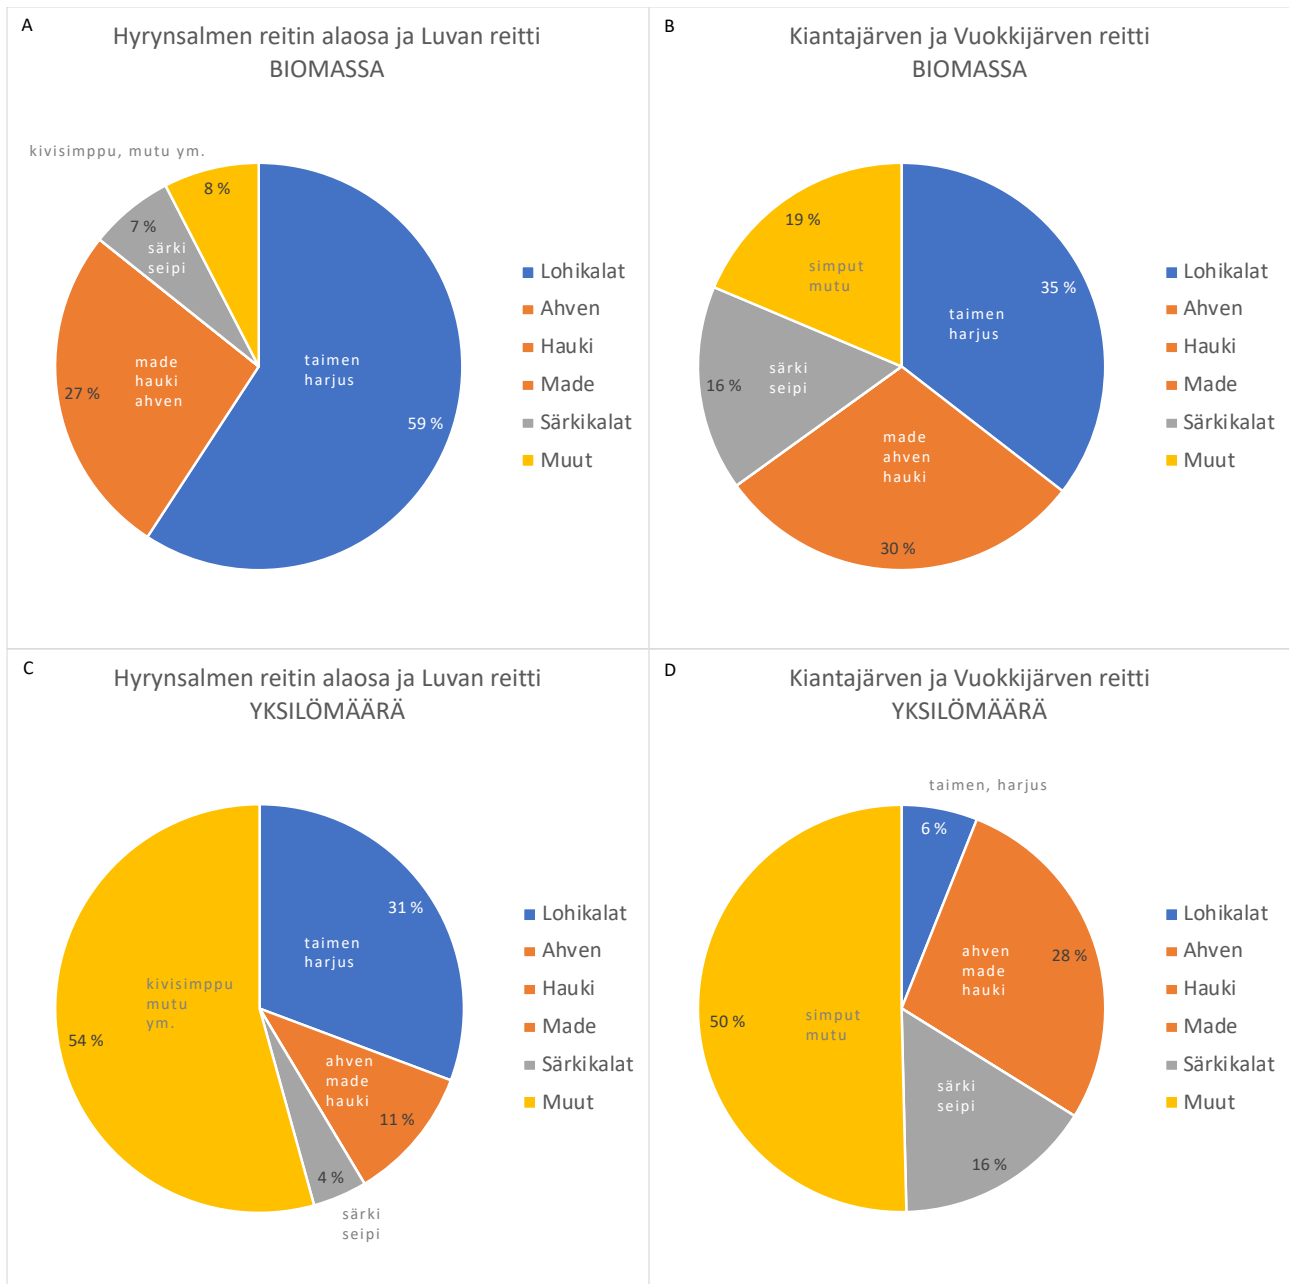 A
Hyrynsalmen reitin alaosa ja Luvan reitti
BIOMASSA
kivisimppu, mutu ym.
8 %
7 %
särki
seipi
made
hauki
ahven
27 %
taimen
harjus
59 %
Lohikalat
Ahven
Hauki
Made
Särkikalat
Muut
B
Kiantajärven ja Vuokkijärven reitti
BIOMASSA
19 %
simput
mutu
35 %
taimen
harjus
särki
seipi
16 %
made
ahven
hauki
30 %
Lohikalat
Ahven
Hauki
Made
Särkikalat
Muut
C
Hyrynsalmen reitin alaosa ja Luvan reitti
YKSILÖMÄÄRÄ
31 %
taimen
harjus
kivisimppu
mutu
ym.
54 %
ahven
made
hauki
11 %
4 %
särki
seipi
Lohikalat
Ahven
Hauki
Made
Särkikalat
Muut
D
Kiantajärven ja Vuokkijärven reitti
YKSILÖMÄÄRÄ
taimen, harjus
6 %
ahven
made
hauki
28 %
50 %
simput
mutu
särki
seipi
16 %
Lohikalat
Ahven
Hauki
Made
Särkikalat
Muut